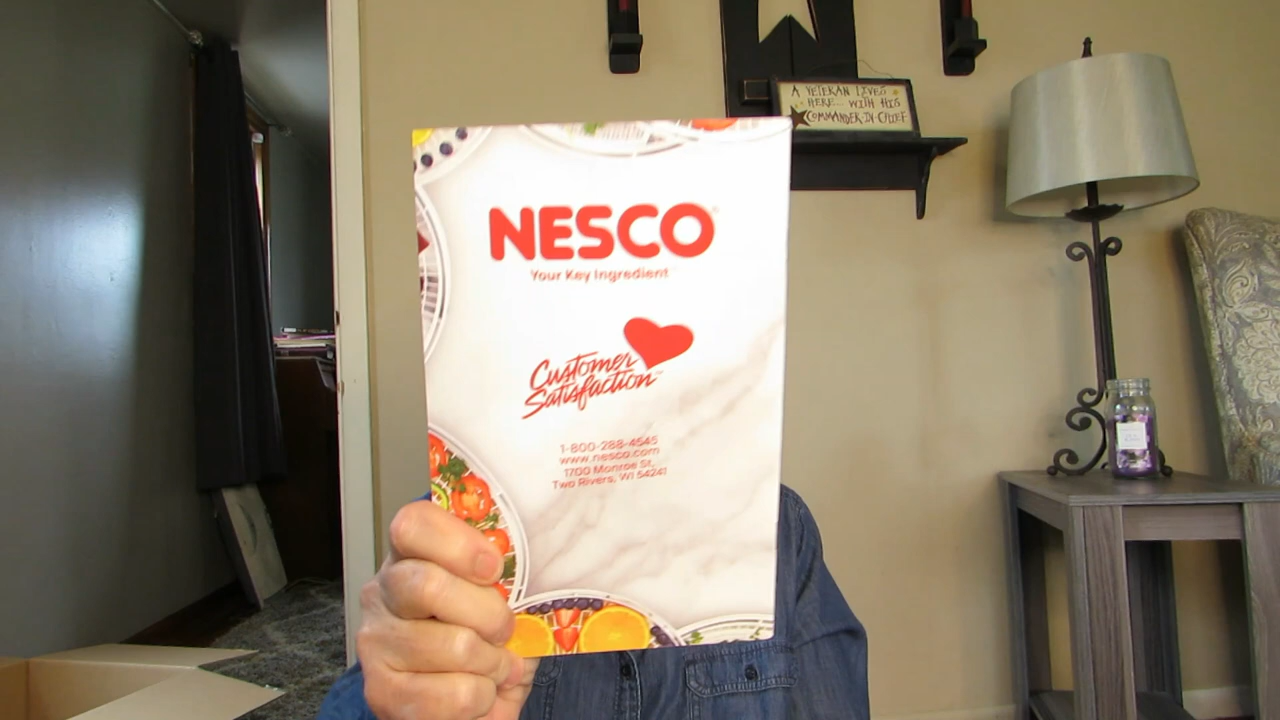 A VETERAN LIVES
HERE... WITH HIS
COMMANDER-IN-CHIEF
NESCO
Your Key Ingredient
Customer
Satisfaction™
1-800-288-4545
www.nesco.com
1700 Monroe St,
Two Rivers, WI 54241